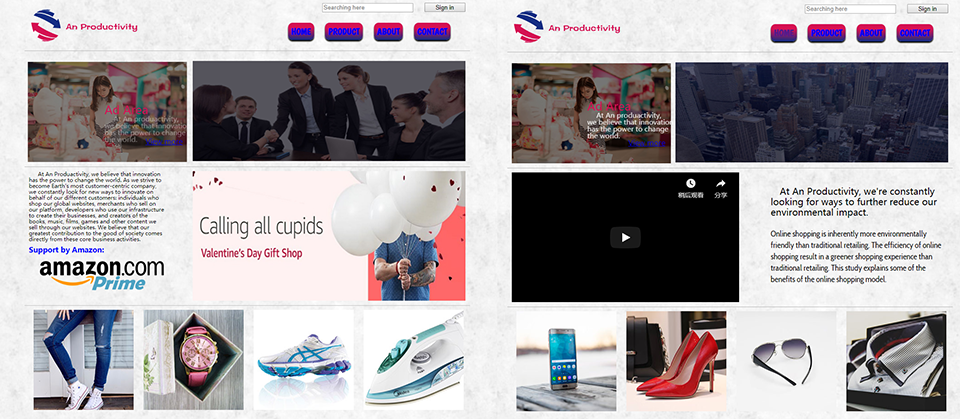 Searching here
Sign in
An Productivity
HOME
PRODUCT
ABOUT
CONTACT
Ad Area
At An Productivity,
we believe that innovation
has the power to change
the world.
At An Productivity, we believe that innovation
has the power to change the world. As we strive to
become Earth's most customer-centric company,
we constantly look for new ways to innovate on
behalf of our different customers: individuals who
shop our global websites, merchants who sell on
our platform, developers who use our infrastructure
to create their businesses, and creators of the
books, music, films, games and other content we
sell through our websites. We believe that our
greatest contribution to the good of society comes
directly from these core business activities.
Support by Amazon:
amazon.com
Prime
Calling all cupids
Valentine's Day Gift Shop
Searching here
Sign in
An Productivity
HOME
PRODUCT
ABOUT
CONTACT
Ad Area
At An Productivity,
we believe that innovation
has the power to change
the world.
稍后观看
分享
At An Productivity, we're constantly
looking for ways to further reduce our
environmental impact.
Online shopping is inherently more environmentally
friendly than traditional retailing. The efficiency of online
shopping result in a greener shopping experience than
traditional retailing. This study explains some of the
benefits of the online shopping model.